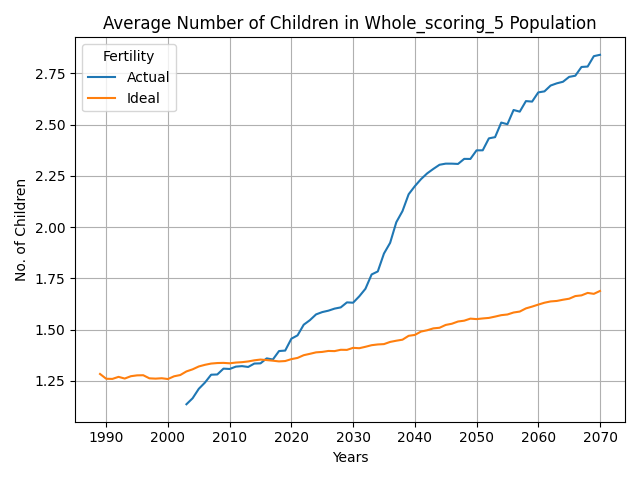 Average Number of Children in Whole_scoring_5 Population
Fertility
Actual
Ideal
No. of Children
2.75
2.50
2.25
2.00
1.75
1.50
1.25
1990 2000 2010 2020 2030 2040 2050 2060 2070
Years